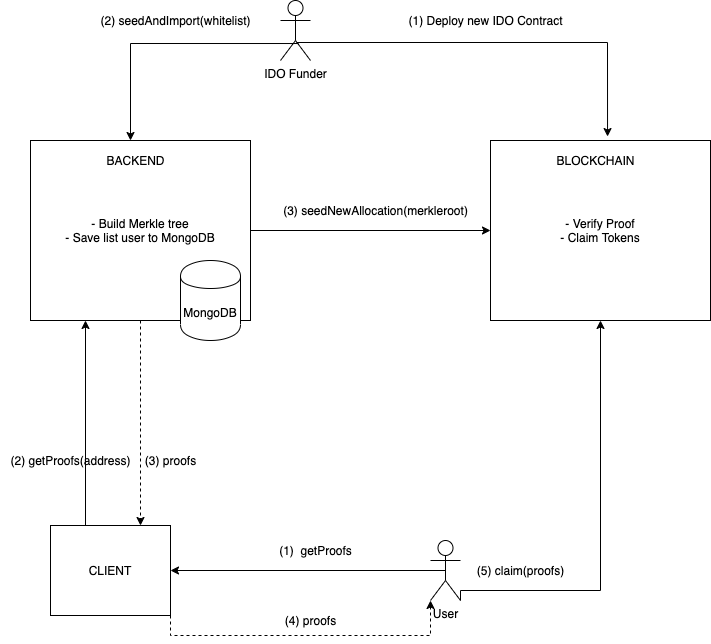 (2) seedAndImport(whitelist)
(1) Deploy new IDO Contract
IDO Funder
BACKEND
- Build Merkle tree
- Save list user to MongoDB
MongoDB
(3) seedNewAllocation(merkleroot)
BLOCKCHAIN
- Verify Proof
- Claim Tokens
(2) getProofs(address)
(3) proofs
CLIENT
(1) getProofs
(5) claim(proofs)
User
(4) proofs